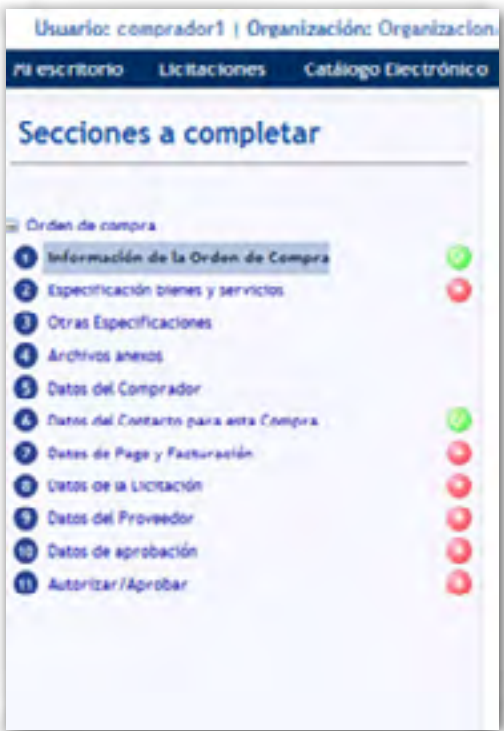 Usuario: comprador1 | Organización: Organizacion
Mi escritorio Licitaciones Catálogo Electrónico
Secciones a completar
Orden de compra
1 Información de la Orden de Compra
2 Especificación bienes y servicios
3 Otras Especificaciones
4 Archivos anexos
5 Datos del Comprador
6 Datos del Contacto para esta Compra
7 Datos de Pago y Facturación
8 Datos de la Licitación
9 Datos del Proveedor
10 Datos de aprobación
11 Autorizar/Aprobar